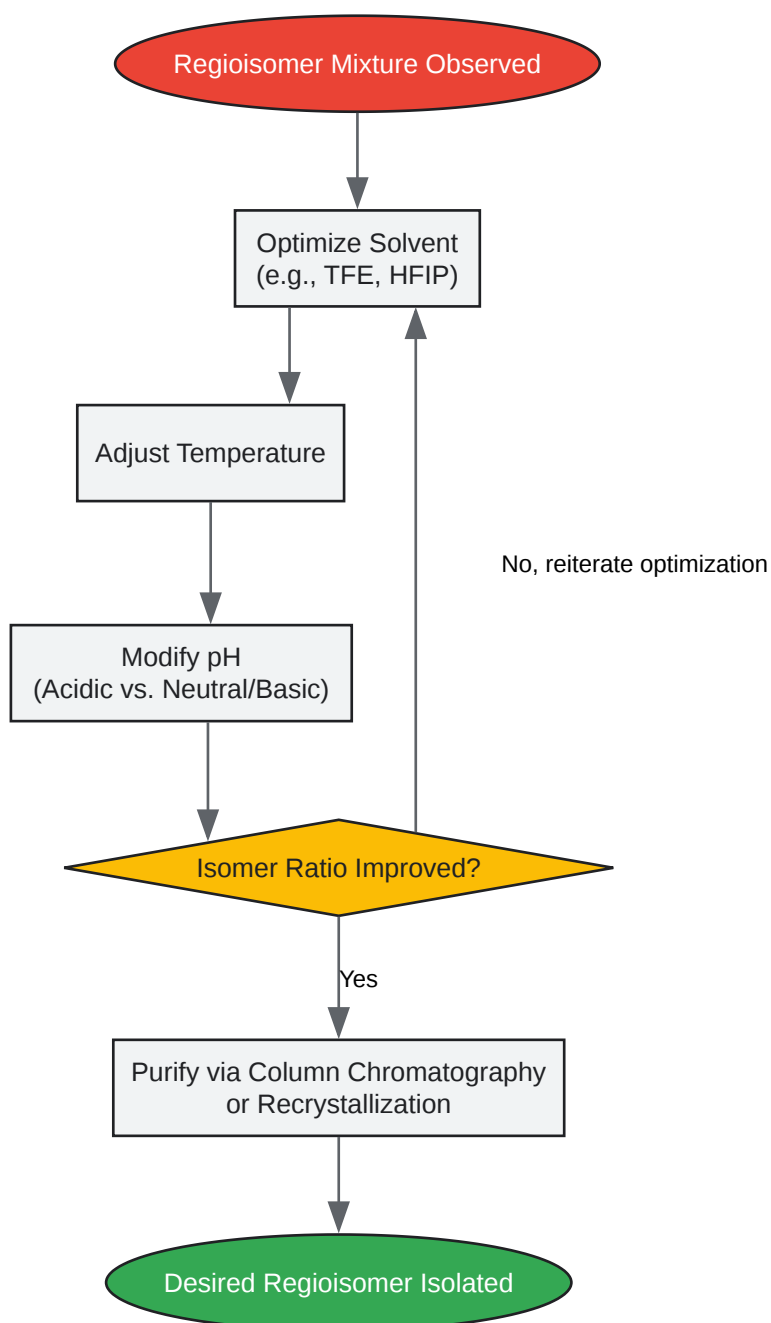 Regioisomer Mixture Observed
Optimize Solvent
(e.g., TFE, HFIP)
Adjust Temperature
No, reiterate optimization
Modify pH
(Acidic vs. Neutral/Basic)
Isomer Ratio Improved?
Yes
Purify via Column Chromatography
or Recrystallization
Desired Regioisomer Isolated